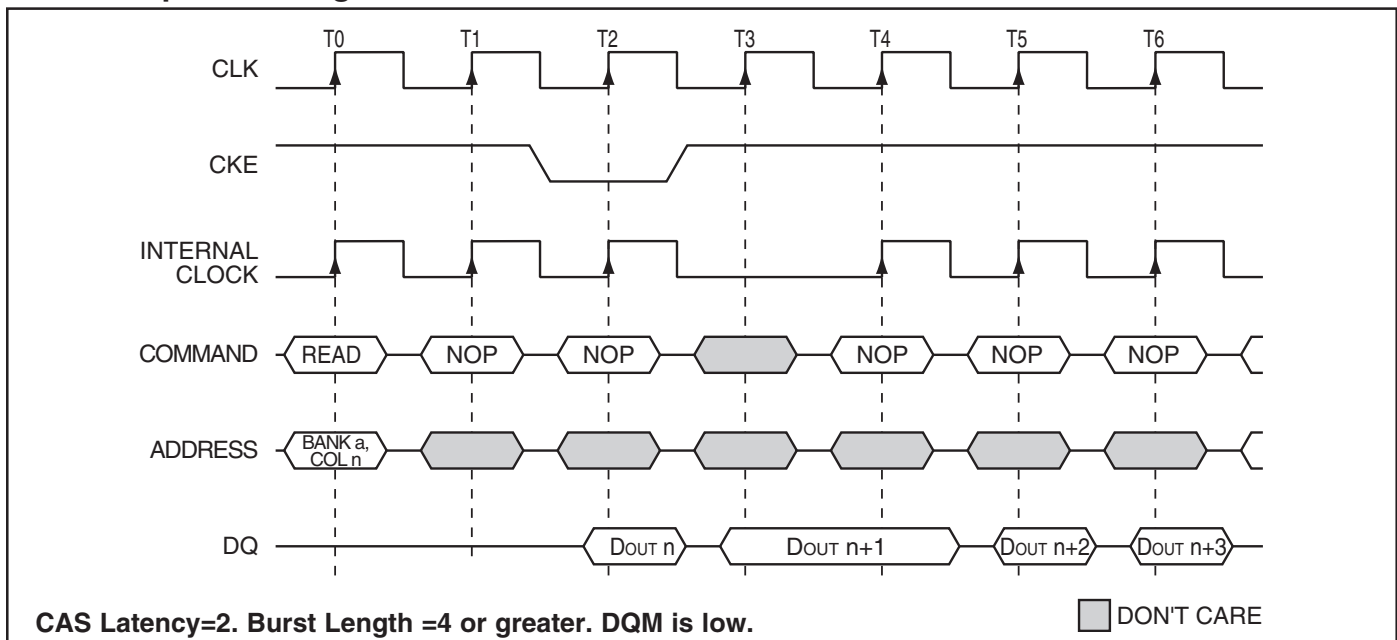 T0 T1 T2 T3 T4 T5 T6
CLK
CKE
INTERNAL
CLOCK
COMMAND READ NOP NOP NOP NOP NOP
ADDRESS BANK a,
COL n
DQ DOUT n DOUT n+1 DOUT n+2 DOUT n+3
CAS Latency=2. Burst Length =4 or greater. DQM is low.
DON'T CARE